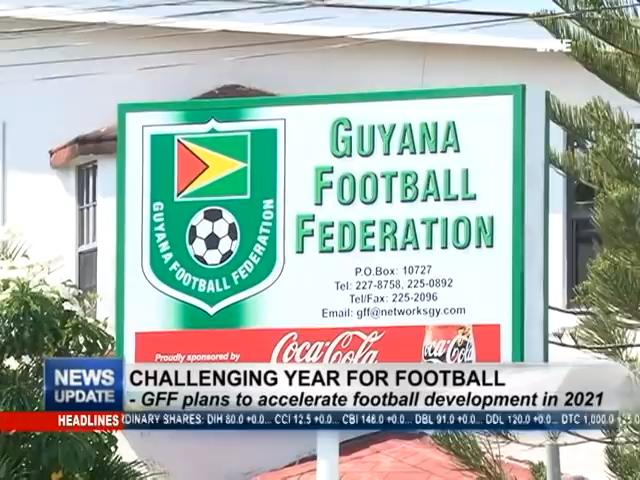 LIVE
GUYANA
FOOTBALL
FEDERATION
GUYANA FOOTBALL FEDERATION
P.O.Box: 10727
Tel: 227-8758, 225-0892
Tel/Fax: 225-2096
Email: gff@networksgy.com
Proudly sponsored by
Coca-Cola
Coca-Cola
NEWS
UPDATE
CHALLENGING YEAR FOR FOOTBALL
- GFF plans to accelerate football development in 2021
HEADLINES
DINARY SHARES: DIH 80.0 +0.0... CCI 12.5 +0.0... CBI 146.0 +0.0... DBL 91.0 +0.0... DDL 120.0 +0.0... DTC 1,000.0